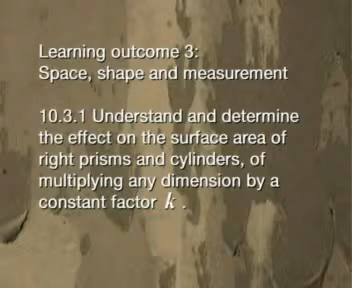 Learning outcome 3:
Space, shape and measurement
10.3.1 Understand and determine
the effect on the surface area of
right prisms and cylinders, of
multiplying any dimension by a
constant factor k .